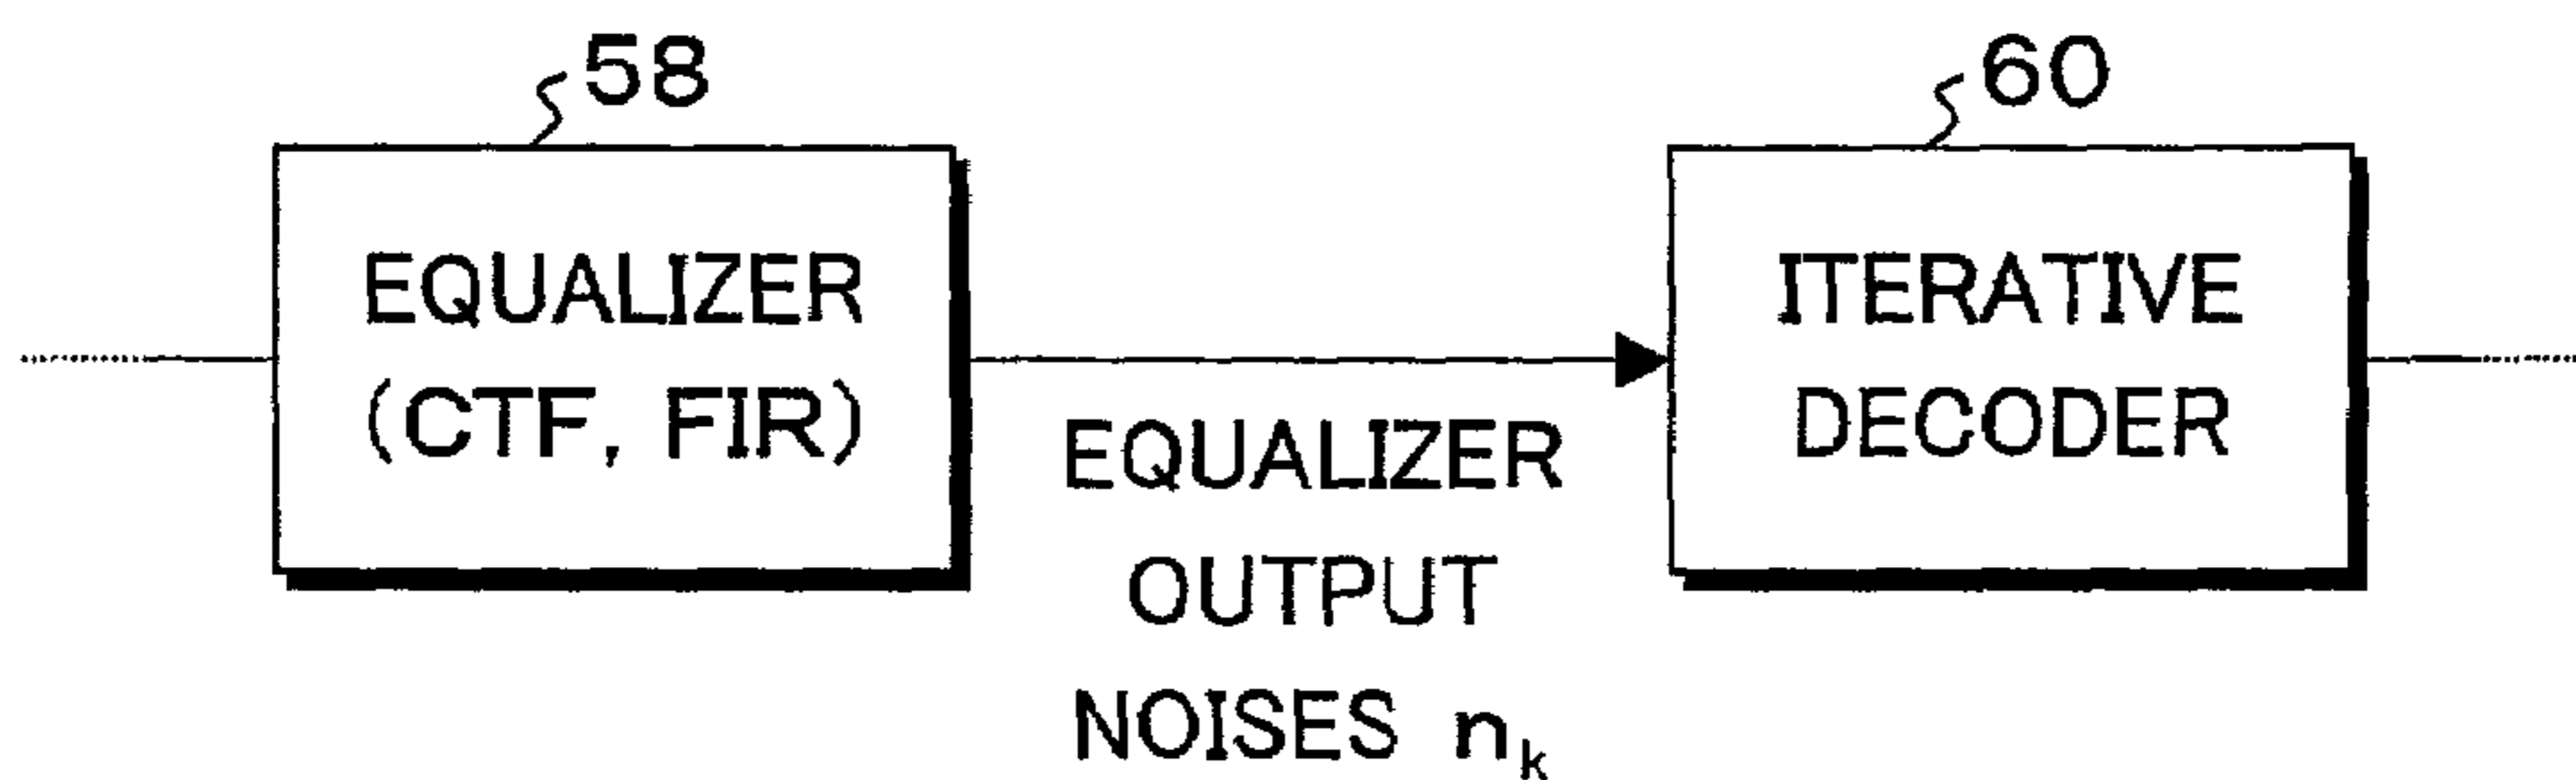 58
60
EQUALIZER
(CTF, FIR)
EQUALIZER
OUTPUT
NOISES nₖ
ITERATIVE
DECODER